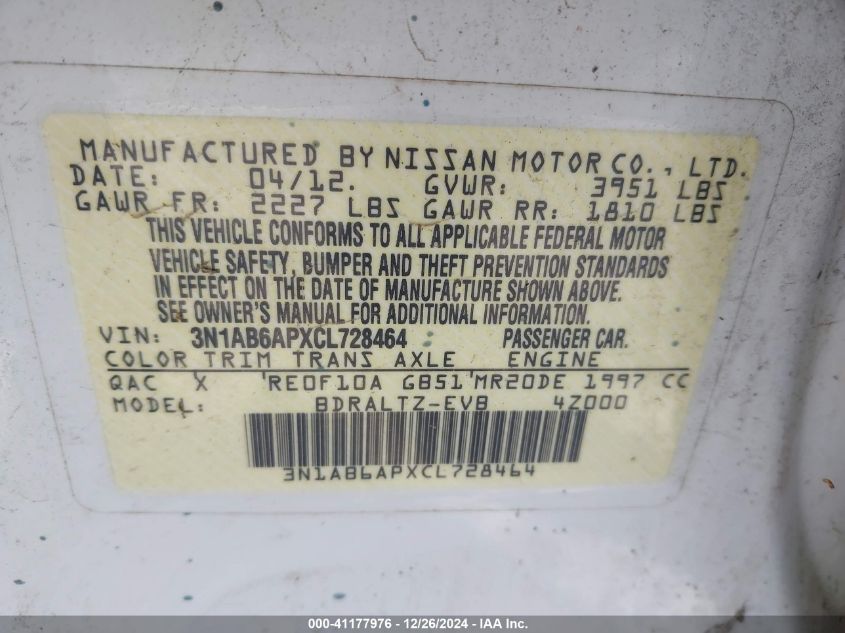 MANUFACTURED BY NISSAN MOTOR CO., LTD.
DATE: 04/12. GVWR: 3951 LBS
GAWR FR: 2227 LBS GAWR RR: 1810 LBS
THIS VEHICLE CONFORMS TO ALL APPLICABLE FEDERAL MOTOR
VEHICLE SAFETY, BUMPER AND THEFT PREVENTION STANDARDS
IN EFFECT ON THE DATE OF MANUFACTURE SHOWN ABOVE.
SEE OWNER'S MANUAL FOR ADDITIONAL INFORMATION.
VIN: 3N1AB6APXCL728464 PASSENGER CAR.
COLOR TRIM TRANS AXLE ENGINE
QAC X 'RE0F10A GB51'MR20DE 1997 CC
MODEL: BDRALTZ-EVB 4Z000
3N1AB6APXCL728464
000-41177976 - 12/26/2024 - IAA Inc.